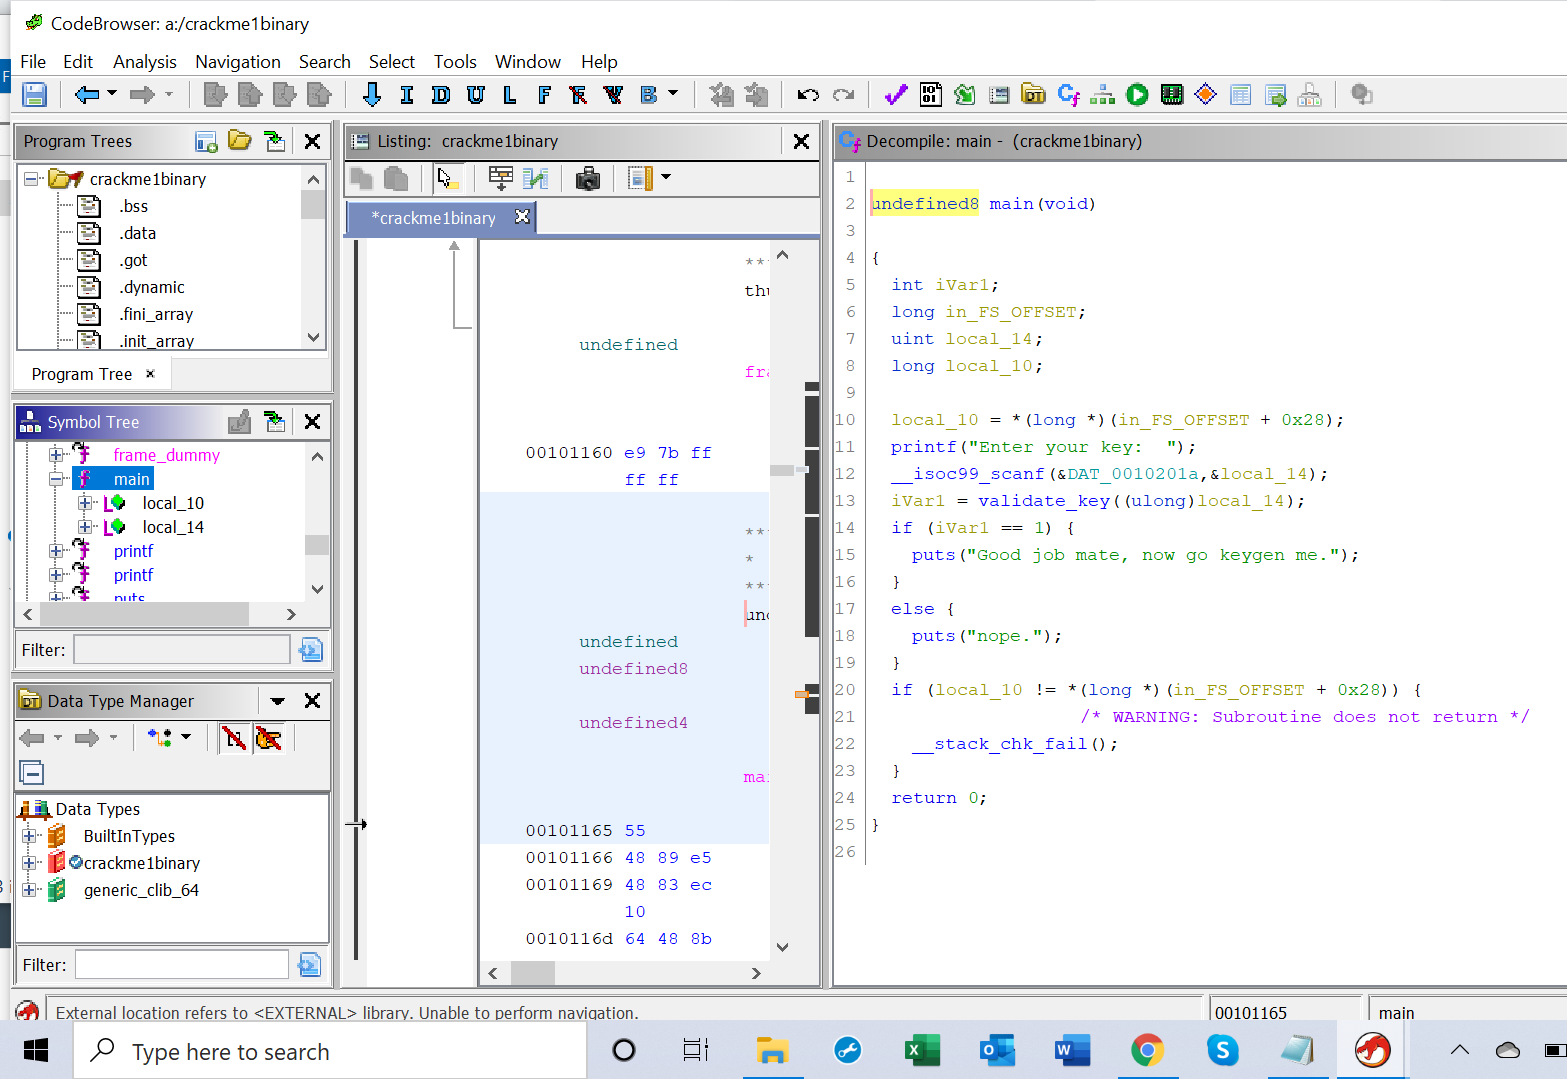 CodeBrowser: a:/crackme1binary
File Edit Analysis Navigation Search Select Tools Window Help
I D U L F B
Program Trees
crackme1binary
.bss
.data
.got
.dynamic
.fini_array
.init_array
Program Tree
Symbol Tree
frame_dummy
main
local_10
local_14
printf
printf
puts
Filter:
Data Type Manager
Data Types
BuiltInTypes
crackme1binary
generic_clib_64
Filter:
Listing: crackme1binary
*crackme1binary
**
thu
undefined
fra
00101160 e9 7b ff
ff ff
**
*
**
und
undefined
undefined8
undefined4
mai
00101165 55
00101166 48 89 e5
00101169 48 83 ec
10
0010116d 64 48 8b
Decompile: main - (crackme1binary)
1
2 undefined8 main(void)
3
4 {
5 int iVar1;
6 long in_FS_OFFSET;
7 uint local_14;
8 long local_10;
9
10 local_10 = *(long *)(in_FS_OFFSET + 0x28);
11 printf("Enter your key:  ");
12 __isoc99_scanf(&DAT_0010201a,&local_14);
13 iVar1 = validate_key((ulong)local_14);
14 if (iVar1 == 1) {
15 puts("Good job mate, now go keygen me.");
16 }
17 else {
18 puts("nope.");
19 }
20 if (local_10 != *(long *)(in_FS_OFFSET + 0x28)) {
21 /* WARNING: Subroutine does not return */
22 __stack_chk_fail();
23 }
24 return 0;
25 }
26
External location refers to <EXTERNAL> library. Unable to perform navigation.
00101165
main
Type here to search